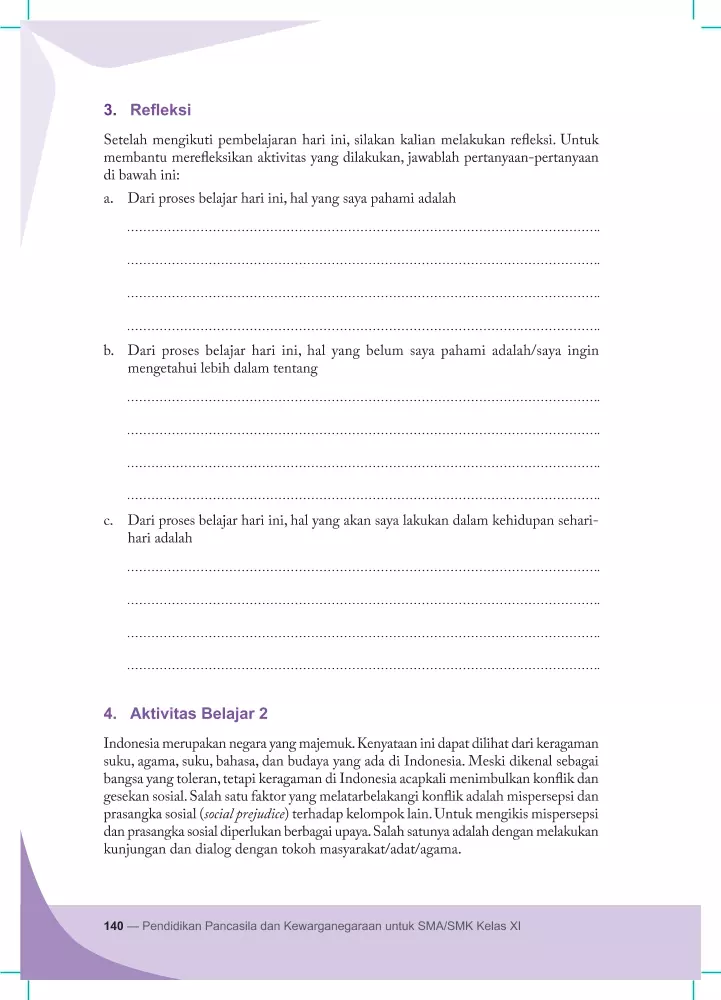 3. Refleksi
Setelah mengikuti pembelajaran hari ini, silakan kalian melakukan refleksi. Untuk
membantu merefleksikan aktivitas yang dilakukan, jawablah pertanyaan-pertanyaan
di bawah ini:
a. Dari proses belajar hari ini, hal yang saya pahami adalah
b. Dari proses belajar hari ini, hal yang belum saya pahami adalah/saya ingin
mengetahui lebih dalam tentang
c. Dari proses belajar hari ini, hal yang akan saya lakukan dalam kehidupan sehari-
hari adalah
4. Aktivitas Belajar 2
Indonesia merupakan negara yang majemuk. Kenyataan ini dapat dilihat dari keragaman
suku, agama, suku, bahasa, dan budaya yang ada di Indonesia. Meski dikenal sebagai
bangsa yang toleran, tetapi keragaman di Indonesia acapkali menimbulkan konflik dan
gesekan sosial. Salah satu faktor yang melatarbelakangi konflik adalah mispersepsi dan
prasangka sosial (social prejudice) terhadap kelompok lain. Untuk mengikis mispersepsi
dan prasangka sosial diperlukan berbagai upaya. Salah satunya adalah dengan melakukan
kunjungan dan dialog dengan tokoh masyarakat/adat/agama.
140 — Pendidikan Pancasila dan Kewarganegaraan untuk SMA/SMK Kelas XI